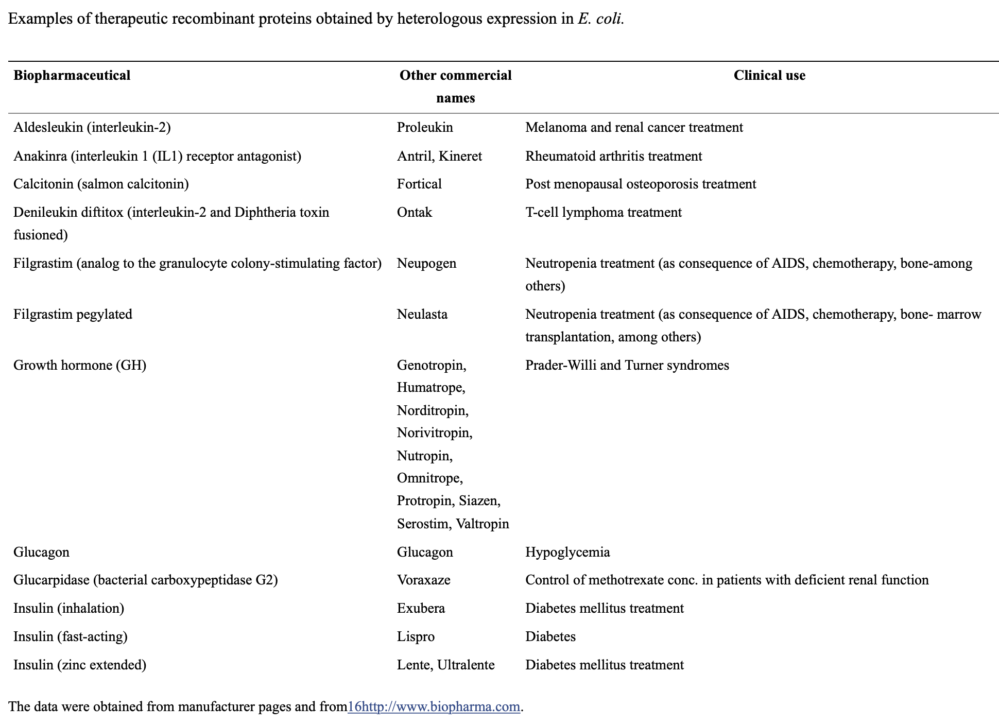 Examples of therapeutic recombinant proteins obtained by heterologous expression in E. coli.
Biopharmaceutical Other commercial names Clinical use
Aldesleukin (interleukin-2) Proleukin Melanoma and renal cancer treatment
Anakinra (interleukin 1 (IL1) receptor antagonist) Antril, Kineret Rheumatoid arthritis treatment
Calcitonin (salmon calcitonin) Fortical Post menopausal osteoporosis treatment
Denileukin diftitox (interleukin-2 and Diphtheria toxin
fusioned)
Ontak T-cell lymphoma treatment
Filgrastim (analog to the granulocyte colony-stimulating factor) Neupogen Neutropenia treatment (as consequence of AIDS, chemotherapy, bone-among
others)
Filgrastim pegylated Neulasta Neutropenia treatment (as consequence of AIDS, chemotherapy, bone- marrow
transplantation, among others)
Growth hormone (GH) Genotropin, Prader-Willi and Turner syndromes
Humatrope,
Norditropin,
Norivitropin,
Nutropin,
Omnitrope,
Protropin, Siazen,
Serostim, Valtropin
Glucagon Glucagon Hypoglycemia
Glucarpidase (bacterial carboxypeptidase G2) Voraxaze Control of methotrexate conc. in patients with deficient renal function
Insulin (inhalation) Exubera Diabetes mellitus treatment
Insulin (fast-acting) Lispro Diabetes
Insulin (zinc extended) Lente, Ultralente Diabetes mellitus treatment
The data were obtained from manufacturer pages and from16http://www.biopharma.com.